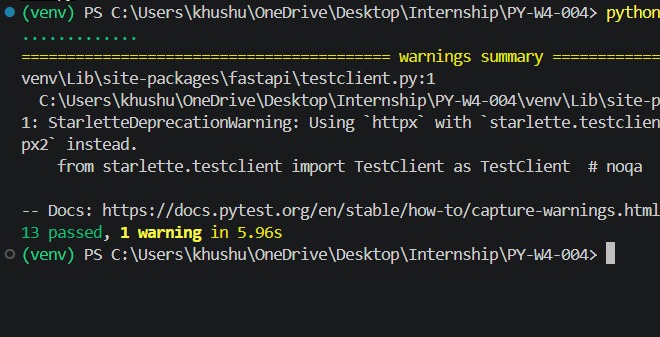 (venv) PS C:\Users\khushu\OneDrive\Desktop\Internship\PY-W4-004> python
.............
========================================= warnings summary ============
venv\Lib\site-packages\fastapi\testclient.py:1
C:\Users\khushu\OneDrive\Desktop\Internship\PY-W4-004\venv\Lib\site-p
1: StarletteDeprecationWarning: Using `httpx` with `starlette.testclien
px2` instead.
from starlette.testclient import TestClient as TestClient # noqa
-- Docs: https://docs.pytest.org/en/stable/how-to/capture-warnings.html
13 passed, 1 warning in 5.96s
(venv) PS C:\Users\khushu\OneDrive\Desktop\Internship\PY-W4-004>